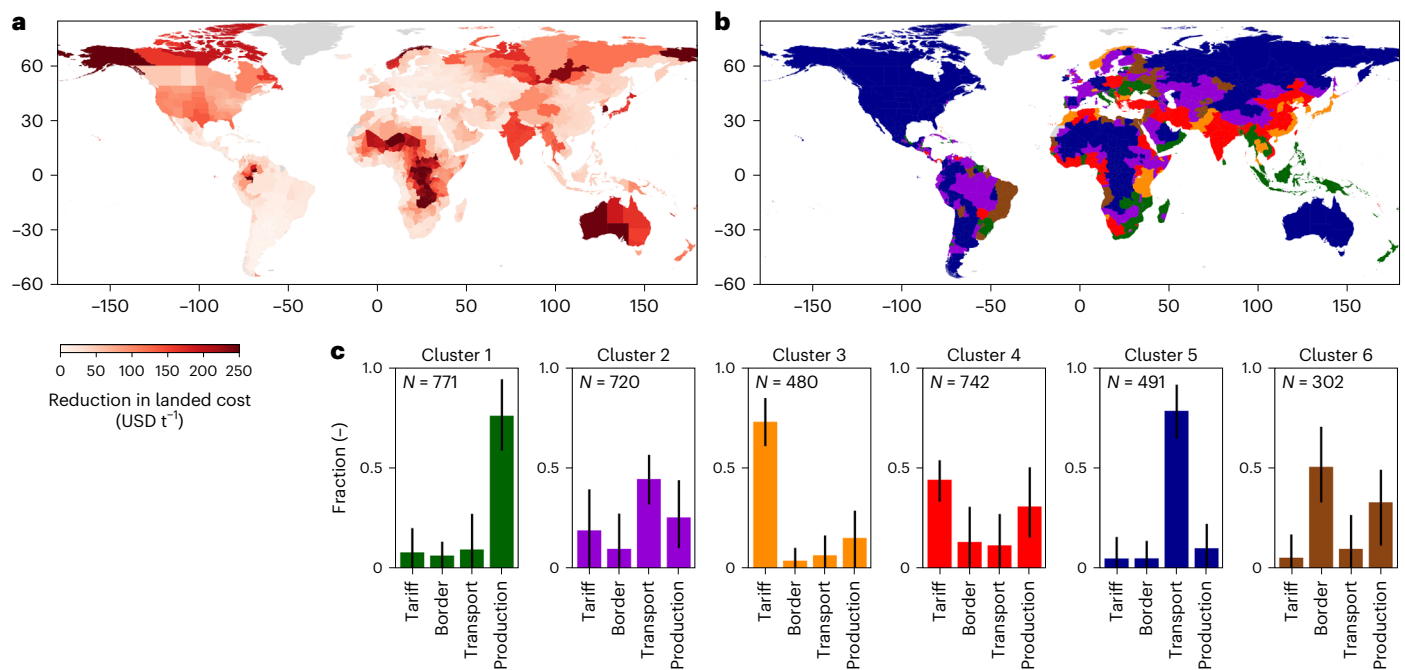 a
60
30
0
−30
−60
−150
−100
−50
0
50
100
150
b
60
30
0
−30
−60
−150
−100
−50
0
50
100
150
0
50
100
150
200
250
Reduction in landed cost
(USD t−1)
c
Fraction (–)
Cluster 1
N = 771
1.0
0.5
0
Tariff
Border
Transport
Production
Cluster 2
N = 720
1.0
0.5
0
Tariff
Border
Transport
Production
Cluster 3
N = 480
1.0
0.5
0
Tariff
Border
Transport
Production
Cluster 4
N = 742
1.0
0.5
0
Tariff
Border
Transport
Production
Cluster 5
N = 491
1.0
0.5
0
Tariff
Border
Transport
Production
Cluster 6
N = 302
1.0
0.5
0
Tariff
Border
Transport
Production